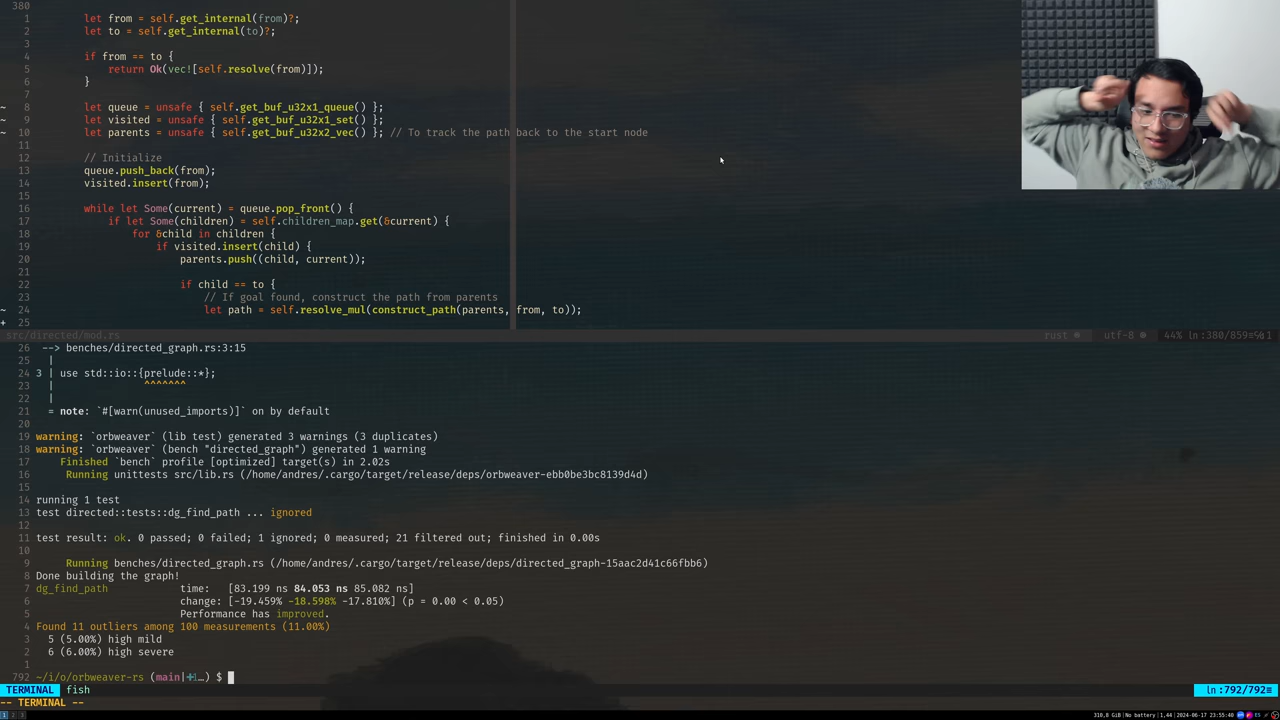 380
1 let from = self.get_internal(from)?;
2 let to = self.get_internal(to)?;
3
4 if from == to {
5 return Ok(vec![self.resolve(from)]);
6 }
7
~ 8 let queue = unsafe { self.get_buf_u32x1_queue() };
~ 9 let visited = unsafe { self.get_buf_u32x1_set() };
~ 10 let parents = unsafe { self.get_buf_u32x2_vec() }; // To track the path back to the start node
11
12 // Initialize
13 queue.push_back(from);
14 visited.insert(from);
15
16 while let Some(current) = queue.pop_front() {
17 if let Some(children) = self.children_map.get(&current) {
18 for &child in children {
19 if visited.insert(child) {
20 parents.push((child, current));
21
22 if child == to {
23 // If goal found, construct the path from parents
~ 24 let path = self.resolve_mul(construct_path(parents, from, to));
+ 25
src/directed/mod.rs rust utf-8 44% ln:380/859
26 --> benches/directed_graph.rs:3:15
25 |
24 3 | use std::io::{prelude::*};
23 | ^^^^^^^
22 |
21 = note: `#[warn(unused_imports)]` on by default
20
19 warning: `orbweaver` (lib test) generated 3 warnings (3 duplicates)
18 warning: `orbweaver` (bench "directed_graph") generated 1 warning
17 Finished `bench` profile [optimized] target(s) in 2.02s
16 Running unittests src/lib.rs (/home/andres/.cargo/target/release/deps/orbweaver-ebb0be3bc8139d4d)
15
14 running 1 test
13 test directed::tests::dg_find_path ... ignored
12
11 test result: ok. 0 passed; 0 failed; 1 ignored; 0 measured; 21 filtered out; finished in 0.00s
10
9 Running benches/directed_graph.rs (/home/andres/.cargo/target/release/deps/directed_graph-15aac2d41c66fbb6)
8 Done building the graph!
7 dg_find_path time: [83.199 ns 84.053 ns 85.082 ns]
6 change: [-19.459% -18.598% -17.810%] (p = 0.00 < 0.05)
5 Performance has improved.
4 Found 11 outliers among 100 measurements (11.00%)
3 5 (5.00%) high mild
2 6 (6.00%) high severe
1
792 ~/i/o/orbweaver-rs (main|✚1…) $
TERMINAL fish ln:792/792≡
-- TERMINAL --
1 2 3 310,8 GiB|No battery|1,44|2024-06-17 23:55:40 ES